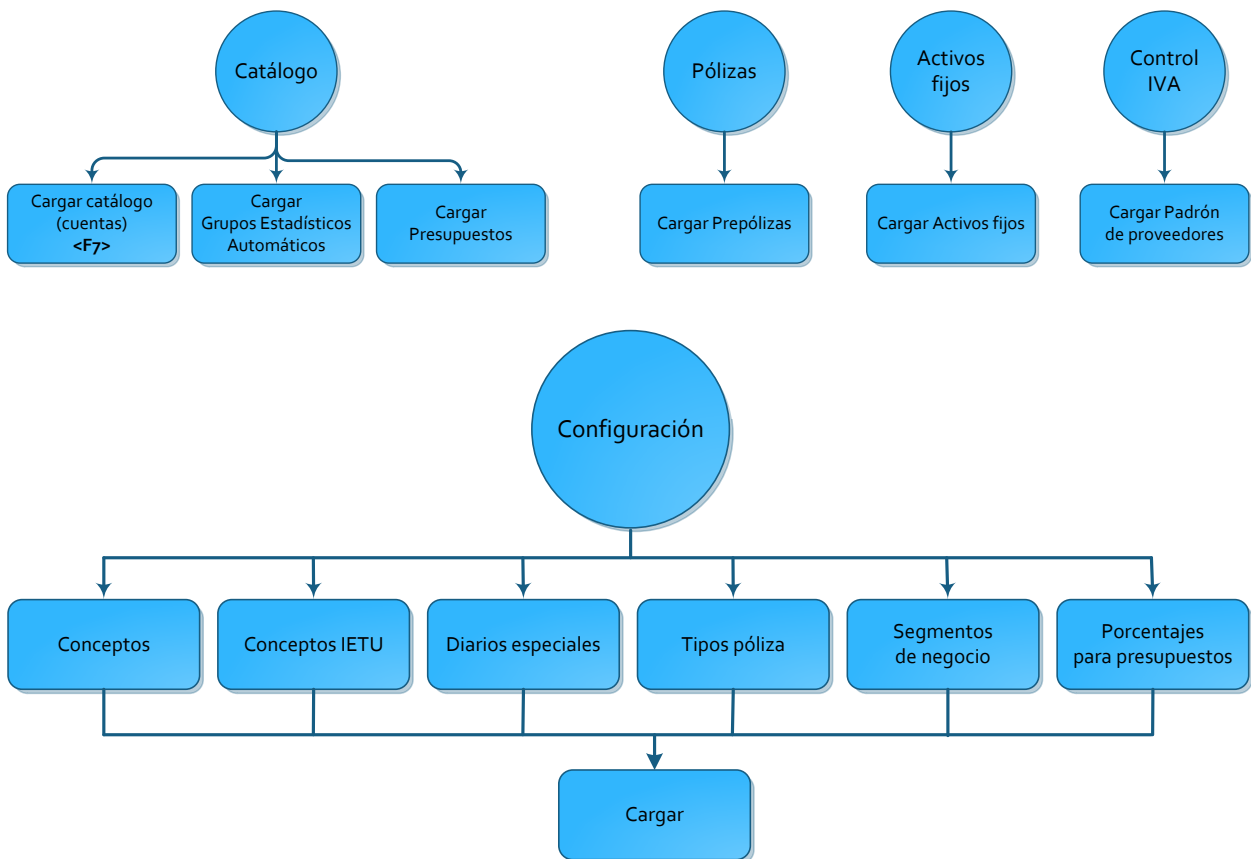 Catálogo
Pólizas
Activos
fijos
Control
IVA
Cargar catálogo
(cuentas)
<F7>
Cargar
Grupos Estadísticos
Automáticos
Cargar
Presupuestos
Cargar Prepólizas
Cargar Activos fijos
Cargar Padrón
de proveedores
Configuración
Conceptos
Conceptos IETU
Diarios especiales
Tipos póliza
Segmentos
de negocio
Porcentajes
para presupuestos
Cargar